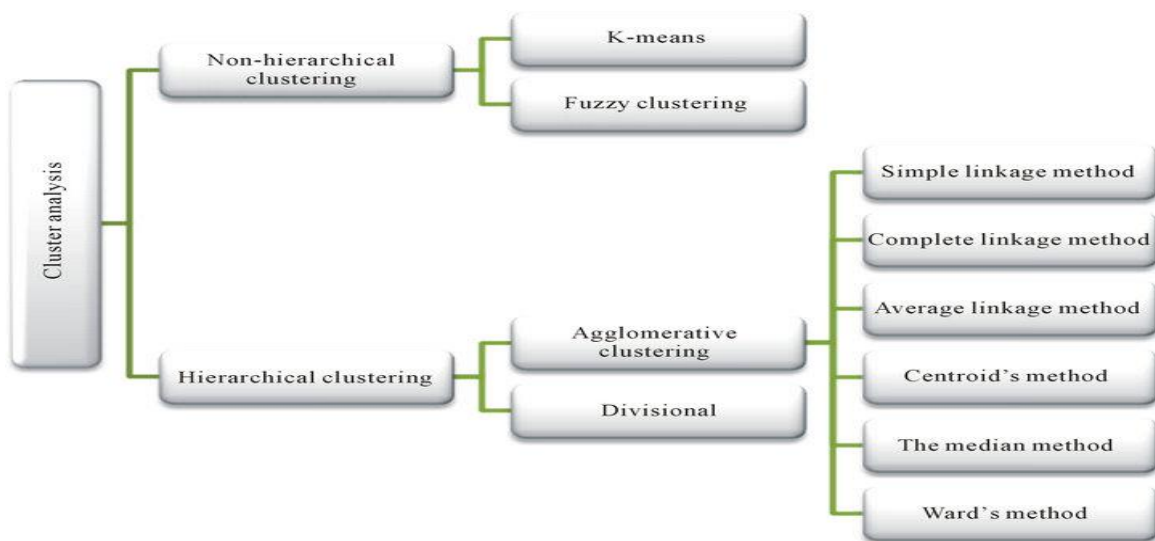 Cluster analysis
Non-hierarchical
clustering
K-means
Fuzzy clustering
Hierarchical clustering
Agglomerative
clustering
Divisional
Simple linkage method
Complete linkage method
Average linkage method
Centroid's method
The median method
Ward's method